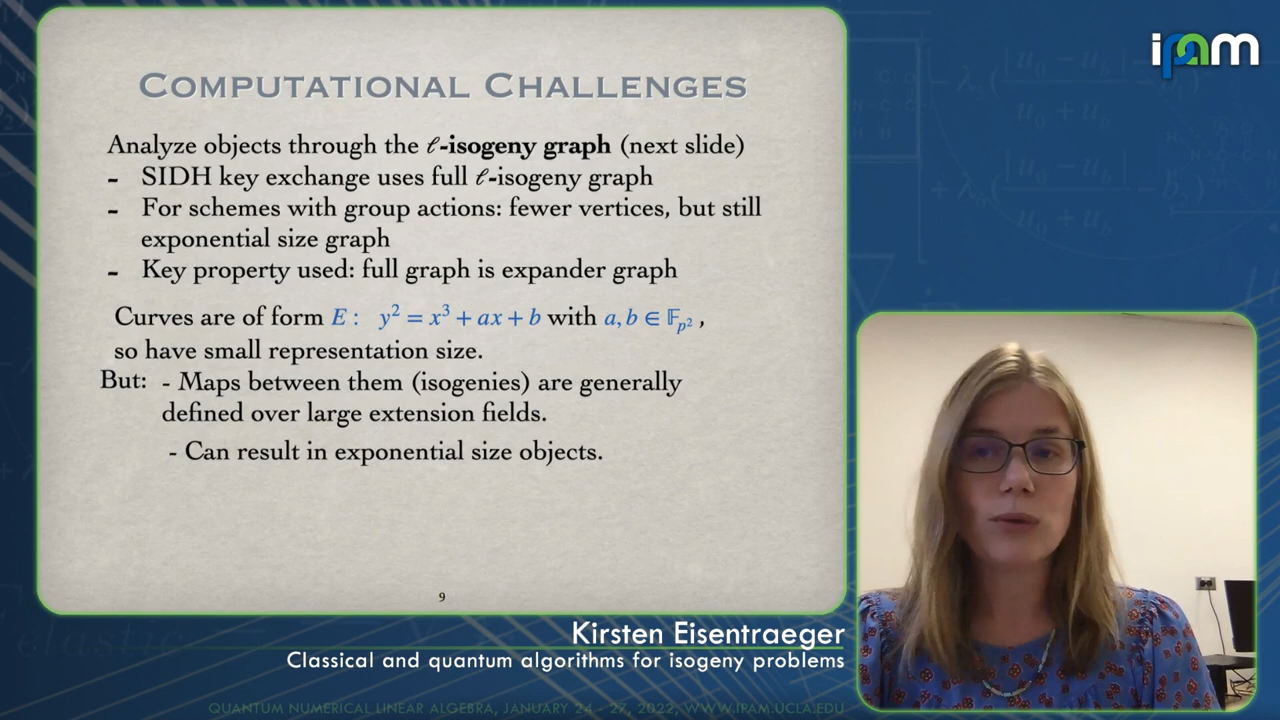 COMPUTATIONAL CHALLENGES
Analyze objects through the ℓ-isogeny graph (next slide)
- SIDH key exchange uses full ℓ-isogeny graph
- For schemes with group actions: fewer vertices, but still
exponential size graph
- Key property used: full graph is expander graph
Curves are of form E : y² = x³ + ax + b with a, b ∈ 𝔽_{p²} ,
so have small representation size.
But: - Maps between them (isogenies) are generally
defined over large extension fields.
- Can result in exponential size objects.
9
ipam
Kirsten Eisentraeger
Classical and quantum algorithms for isogeny problems
QUANTUM NUMERICAL LINEAR ALGEBRA, JANUARY 24 - 27, 2022, WWW.IPAM.UCLA.EDU